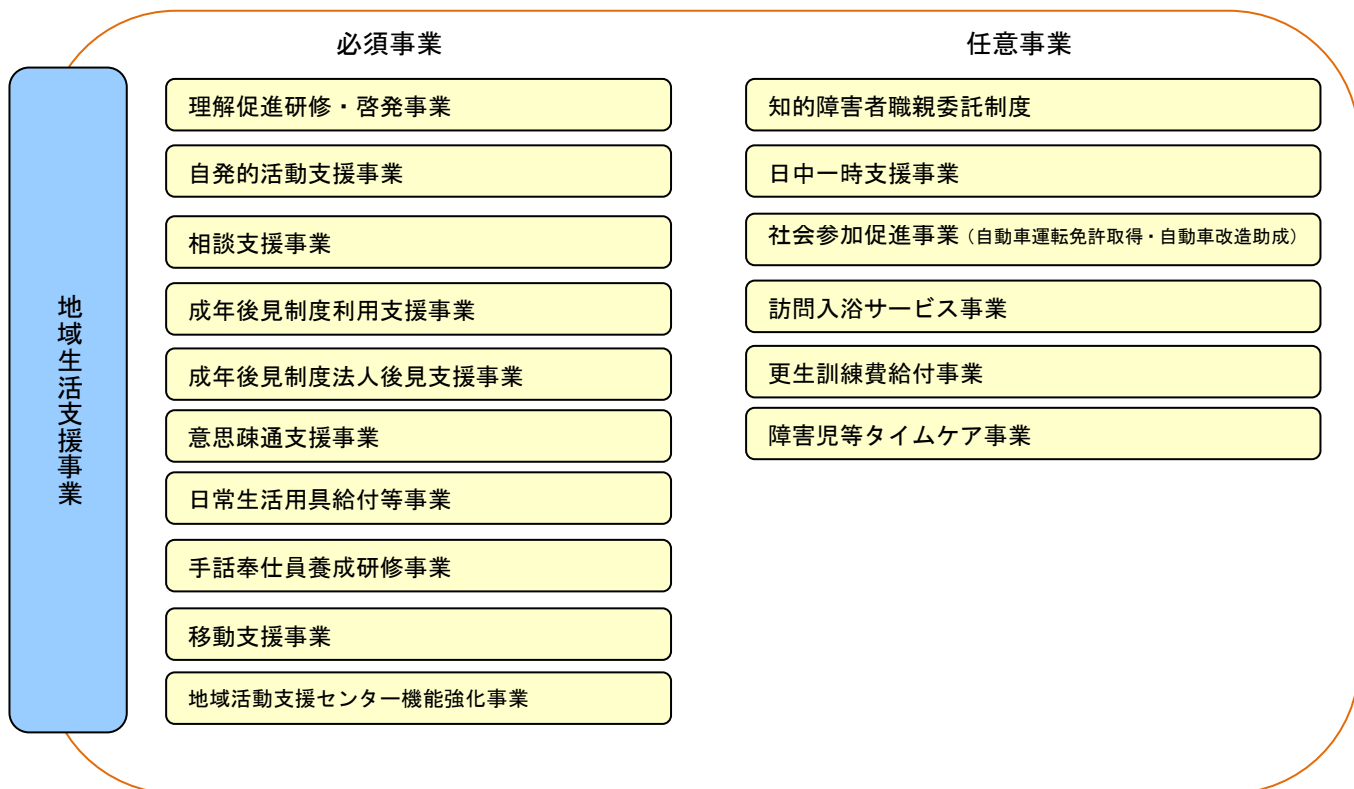 必須事業
任意事業
地域生活支援事業
理解促進研修・啓発事業
自発的活動支援事業
相談支援事業
成年後見制度利用支援事業
成年後見制度法人後見支援事業
意思疎通支援事業
日常生活用具給付等事業
手話奉仕員養成研修事業
移動支援事業
地域活動支援センター機能強化事業
知的障害者職親委託制度
日中一時支援事業
社会参加促進事業（自動車運転免許取得・自動車改造助成）
訪問入浴サービス事業
更生訓練費給付事業
障害児等タイムケア事業